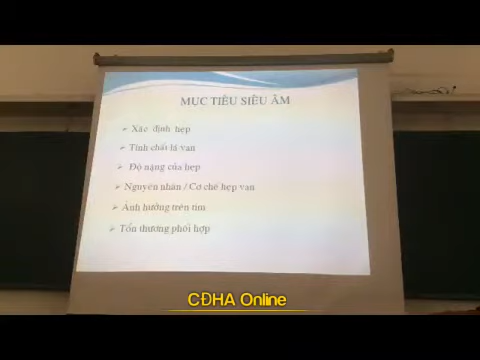 MỤC TIÊU SIÊU ÂM
Xác định hẹp
Tính chất lá van
Độ nặng của hẹp
Nguyên nhân / Cơ chế hẹp van
Ảnh hưởng trên tim
Tổn thương phối hợp
CĐHA Online